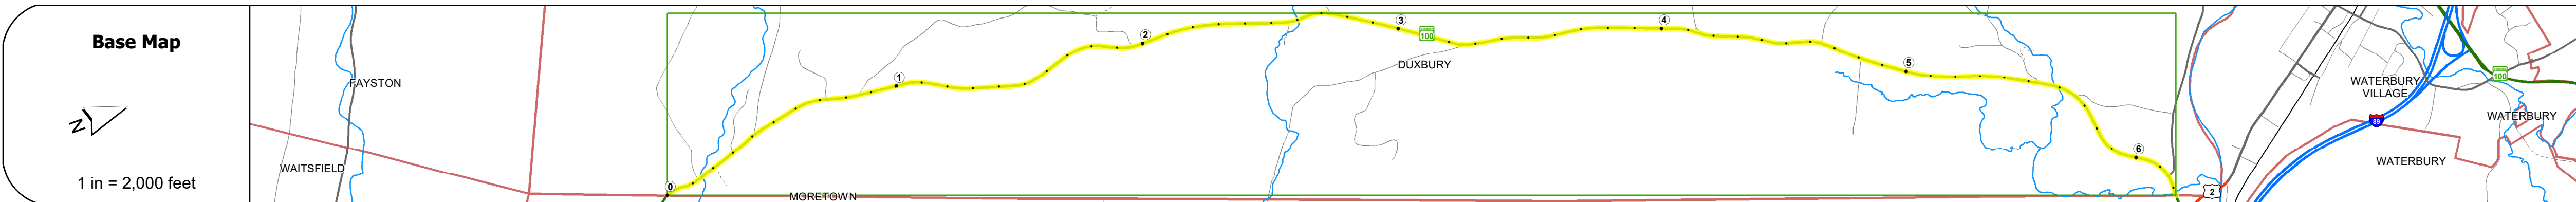 Base Map
N
1 in = 2,000 feet
FAYSTON
WAITSFIELD
MORETOWN
DUXBURY
0
1
2
3
100
4
5
6
2
89
WATERBURY
VILLAGE
100
WATERBURY
WATERBURY